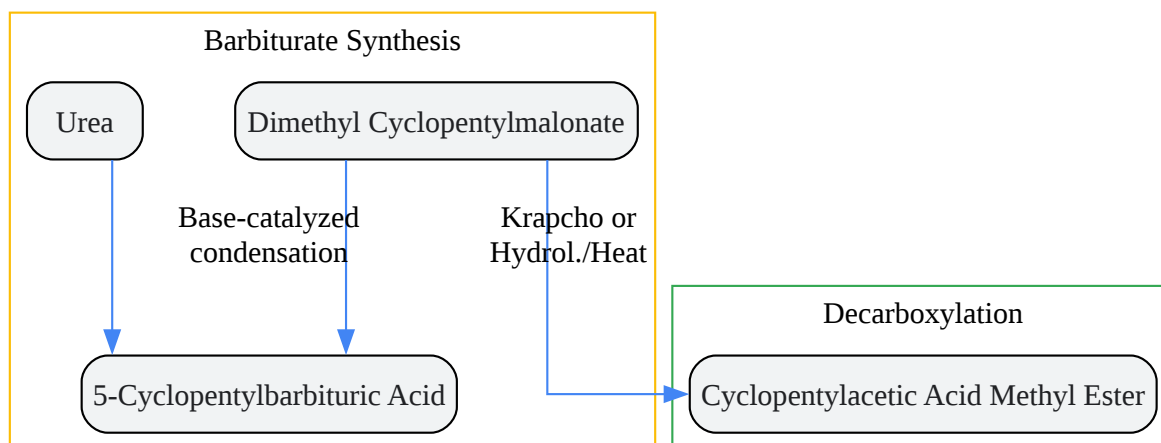 Barbiturate Synthesis
Urea
Dimethyl Cyclopentylmalonate
Base-catalyzed
condensation
Krapcho or
Hydrol./Heat
Decarboxylation
5-Cyclopentylbarbituric Acid
Cyclopentylacetic Acid Methyl Ester